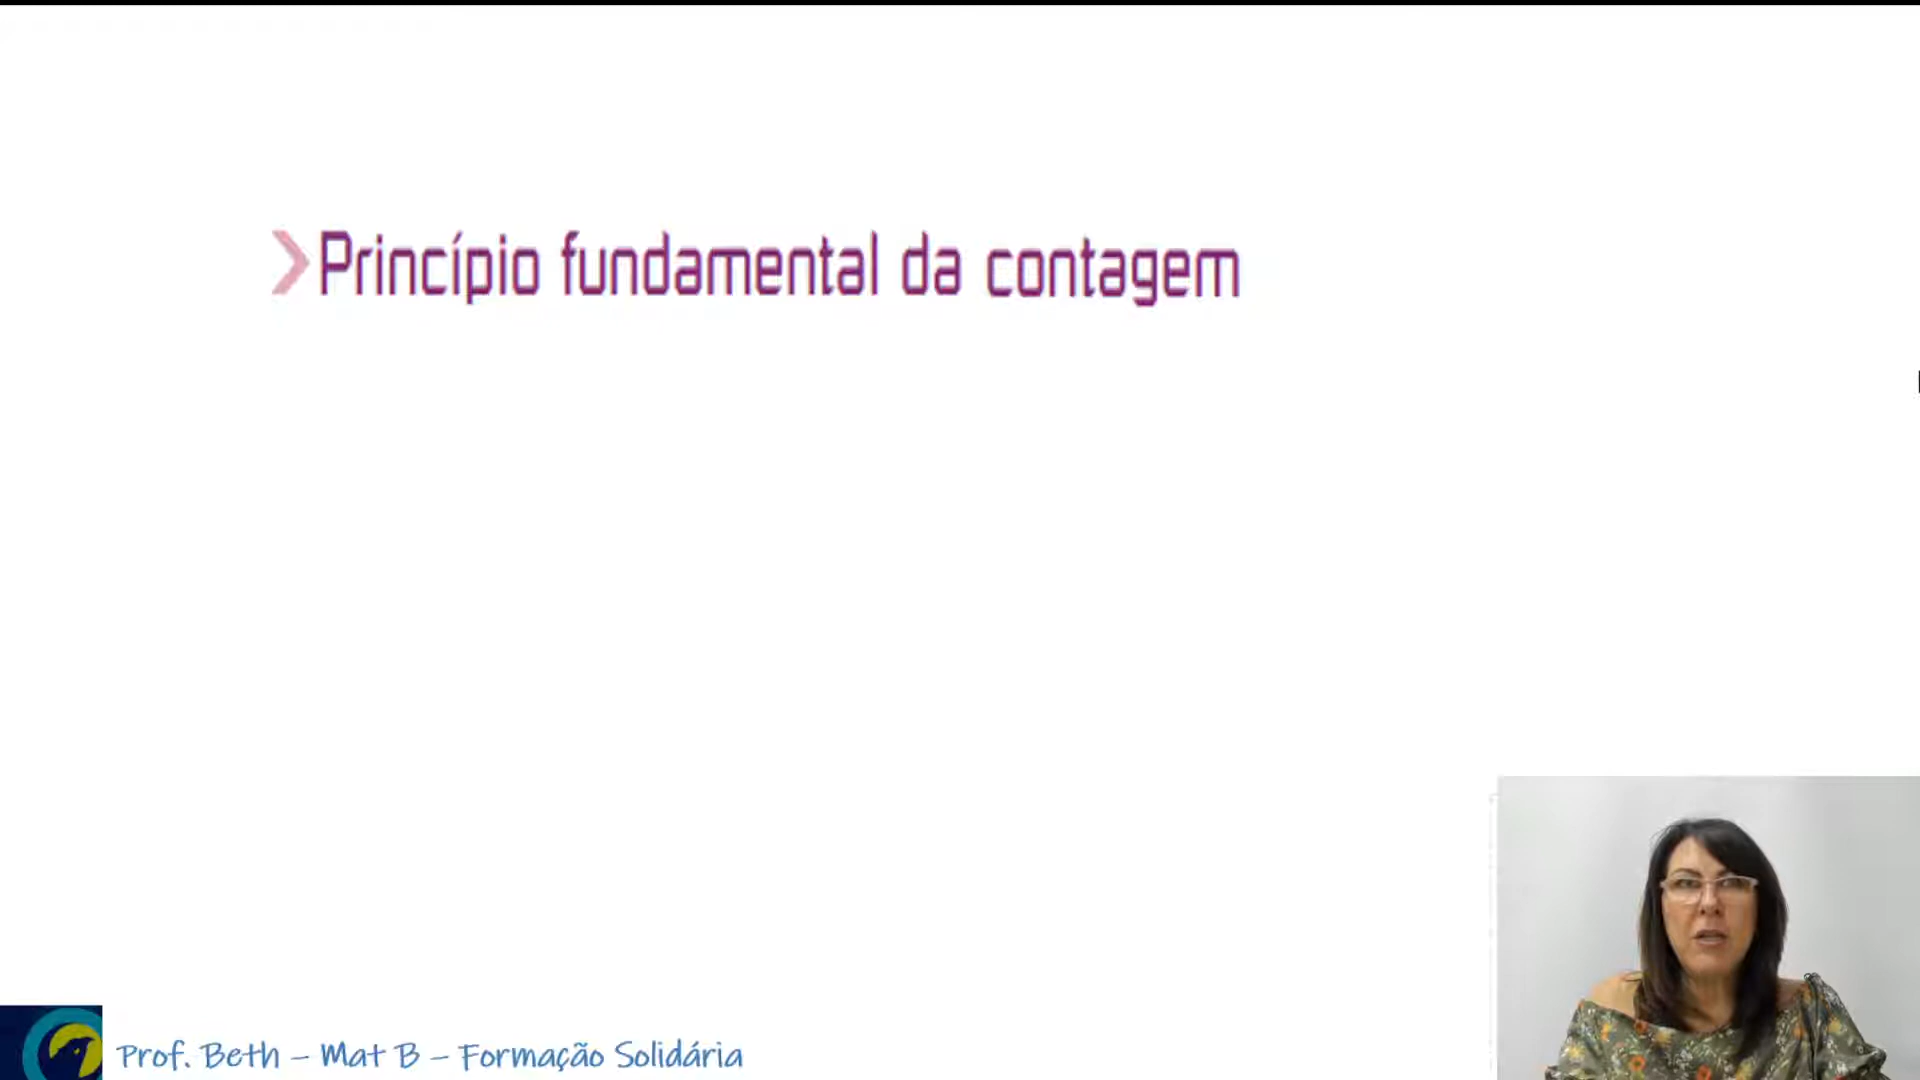 Princípio fundamental da contagem
Prof. Beth – Mat B – Formação Solidária